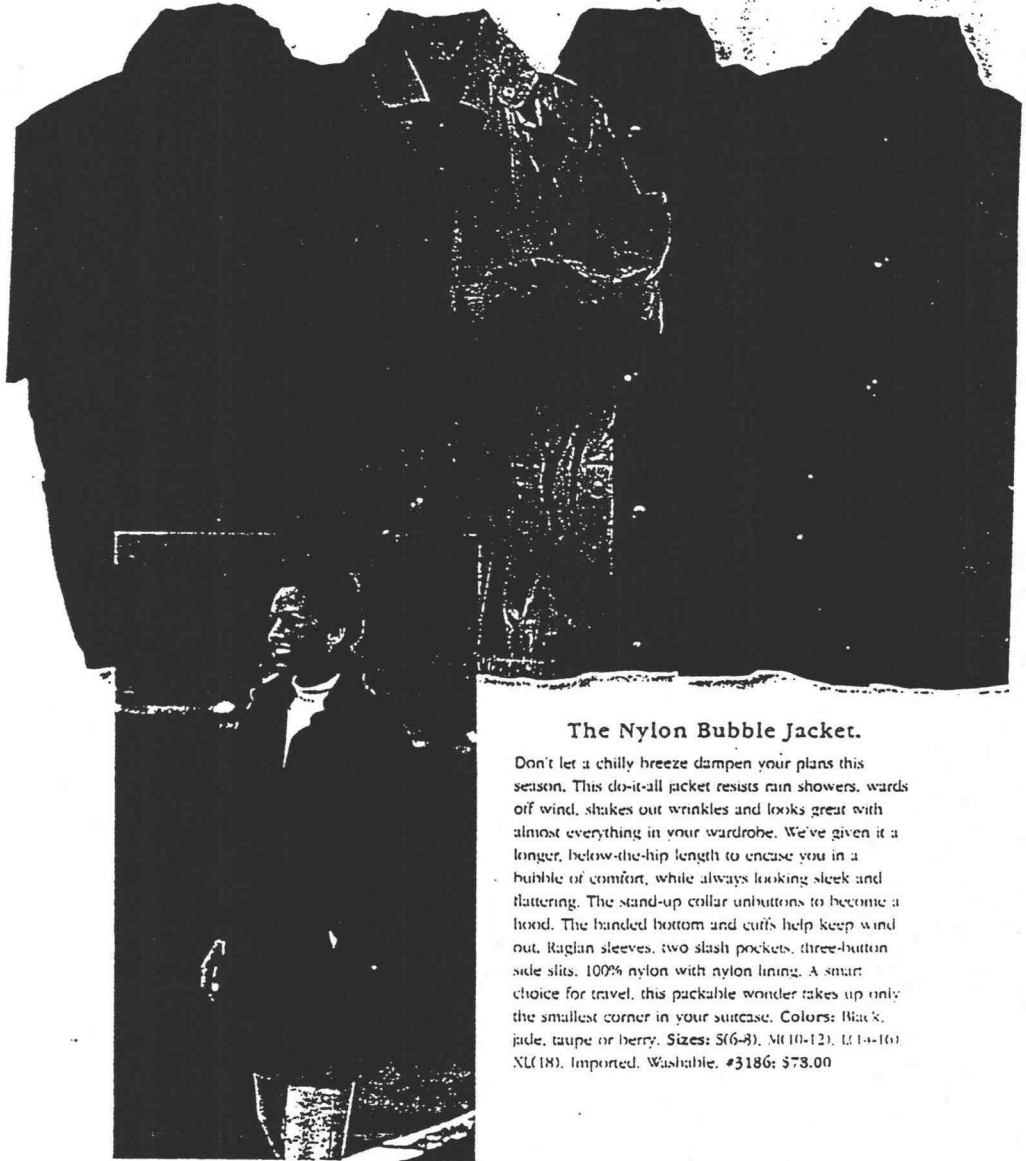 The Nylon Bubble Jacket.
Don't let a chilly breeze dampen your plans this
season. This do-it-all jacket resists rain showers, wards
off wind, shakes out wrinkles and looks great with
almost everything in your wardrobe. We've given it a
longer, below-the-hip length to encase you in a
bubble of comfort, while always looking sleek and
flattering. The stand-up collar unbuttons to become a
hood. The banded bottom and cuffs help keep wind
out. Raglan sleeves, two slash pockets, three-button
side slits. 100% nylon with nylon lining. A smart
choice for travel, this packable wonder takes up only
the smallest corner in your suitcase. Colors: Black,
jade, taupe or berry. Sizes: S(6-8), M(10-12), L(14-16)
XL(18). Imported. Washable. #3186: $78.00